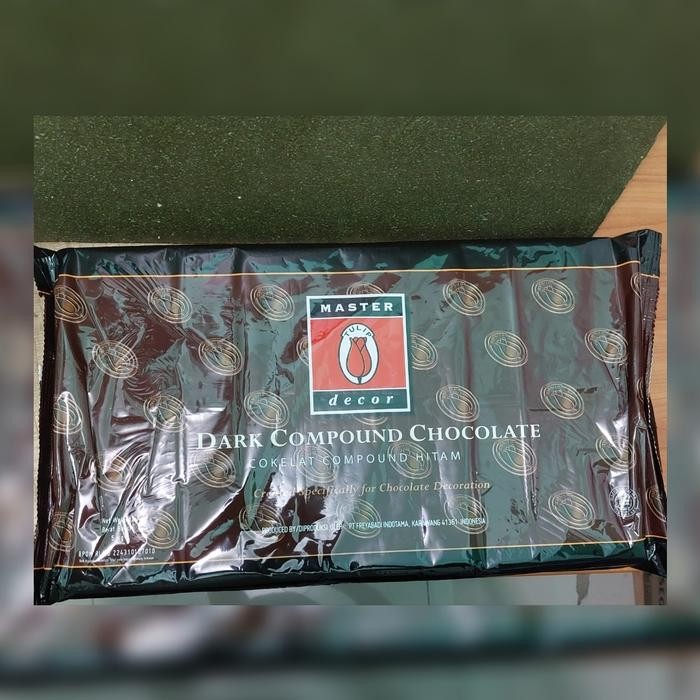 MASTER
TULIP
decor
DARK COMPOUND CHOCOLATE
COKELAT COMPOUND HITAM
Created Specifically for Chocolate Decoration
PRODUCED BY/DIPRODUKSI OLEH : PT FREYABADI INDOTAMA, KARAWANG 41361-INDONESIA